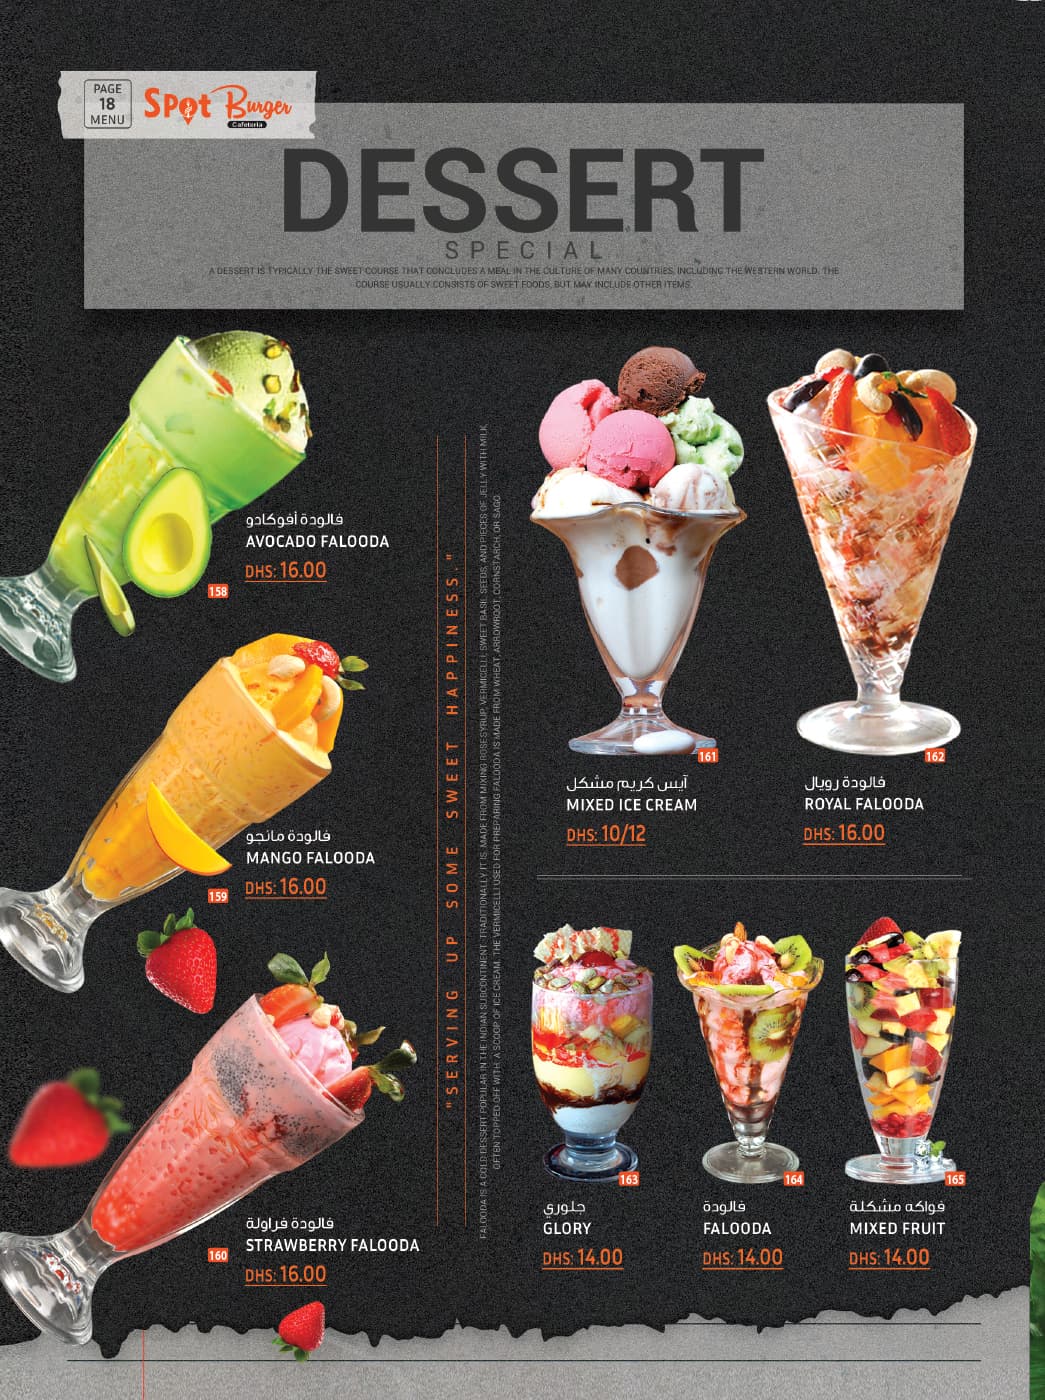 PAGE
18
MENU
Spot Burger
Cafeteria
DESSERT
SPECIAL
A DESSERT IS TYPICALLY THE SWEET COURSE THAT CONCLUDES A MEAL IN THE CULTURE OF MANY COUNTRIES, INCLUDING THE WESTERN WORLD. THE
COURSE USUALLY CONSISTS OF SWEET FOODS, BUT MAY INCLUDE OTHER ITEMS.
فالودة أفوكادو
AVOCADO FALOODA
DHS: 16.00
158
فالودة مانجو
MANGO FALOODA
DHS: 16.00
159
فالودة فراولة
STRAWBERRY FALOODA
DHS: 16.00
160
"SERVING UP SOME SWEET HAPPINESS."
FALOODA IS A COLD DESSERT POPULAR IN THE INDIAN SUBCONTINENT. TRADITIONALLY IT IS MADE FROM MIXING ROSE SYRUP, VERMICELLI, SWEET BASIL SEEDS, AND PIECES OF JELLY WITH MILK,
OFTEN TOPPED OFF WITH A SCOOP OF ICE CREAM. THE VERMICELLI USED FOR PREPARING FALOODA IS MADE FROM WHEAT, ARROWROOT, CORNSTARCH, OR SAGO.
161
آيس كريم مشكل
MIXED ICE CREAM
DHS: 10/12
162
فالودة رويال
ROYAL FALOODA
DHS: 16.00
163
جلوري
GLORY
DHS: 14.00
164
فالودة
FALOODA
DHS: 14.00
165
فواكه مشكلة
MIXED FRUIT
DHS: 14.00